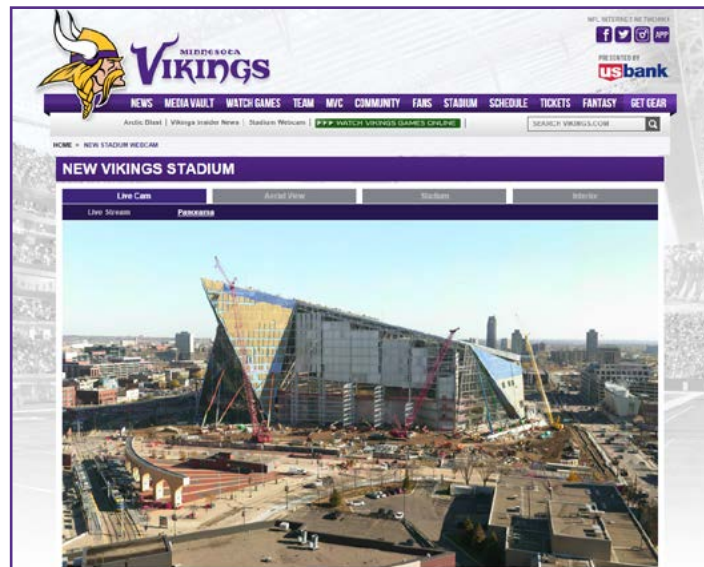 NFL INTERNET NETWORK
APP
MINNESOTA
VIKINGS
PRESENTED BY
usbank
NEWS MEDIA VAULT WATCH GAMES TEAM MVC COMMUNITY FANS STADIUM SCHEDULE TICKETS FANTASY GET GEAR
Arctic Blast | Vikings Insider News | Stadium Webcam | WATCH VIKINGS GAMES ONLINE |
SEARCH VIKINGS.COM
HOME > NEW STADIUM WEBCAM
NEW VIKINGS STADIUM
Live Cam Aerial View Stadium Interior
Live Stream Panorama